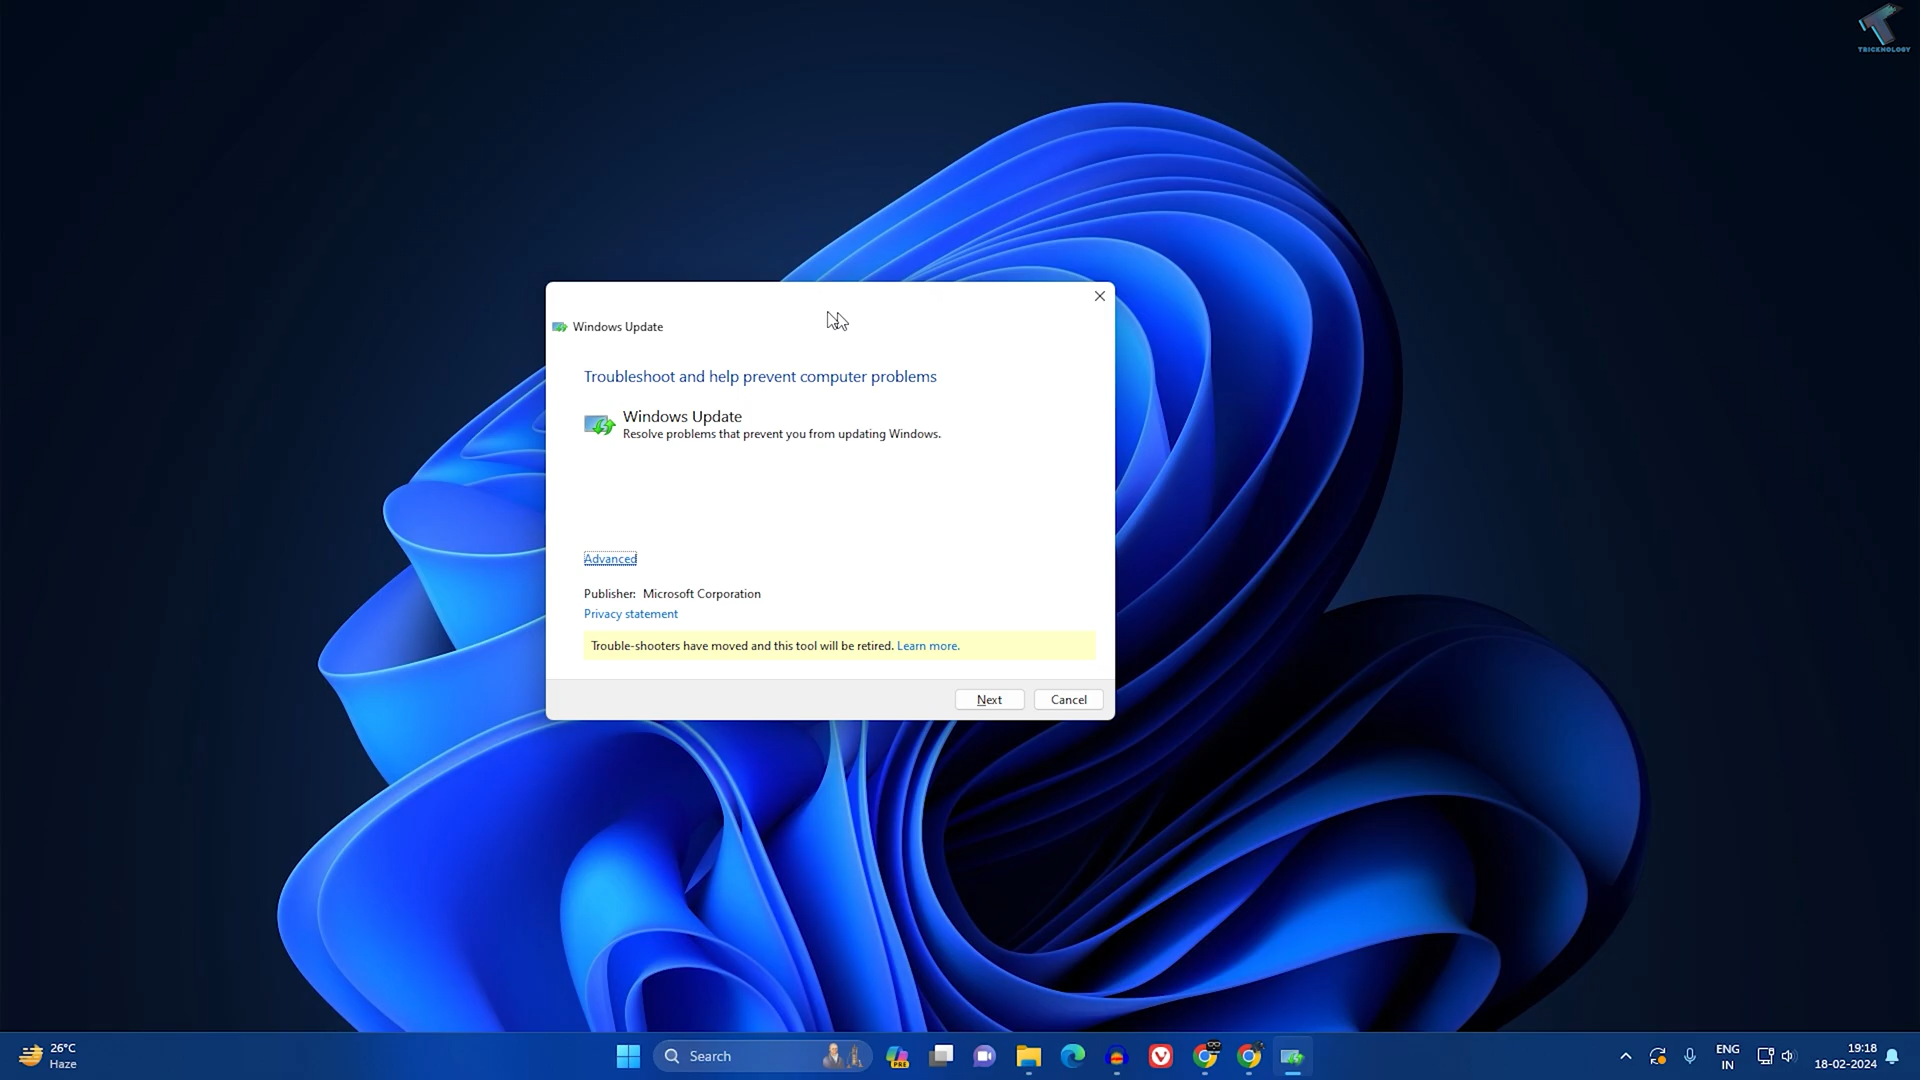 TRICKNOLOGY
Windows Update
Troubleshoot and help prevent computer problems
Windows Update
Resolve problems that prevent you from updating Windows.
Advanced
Publisher: Microsoft Corporation
Privacy statement
Trouble-shooters have moved and this tool will be retired. Learn more.
Next
Cancel
26°C
Haze
Search
PRE
ENG
IN
19:18
18-02-2024